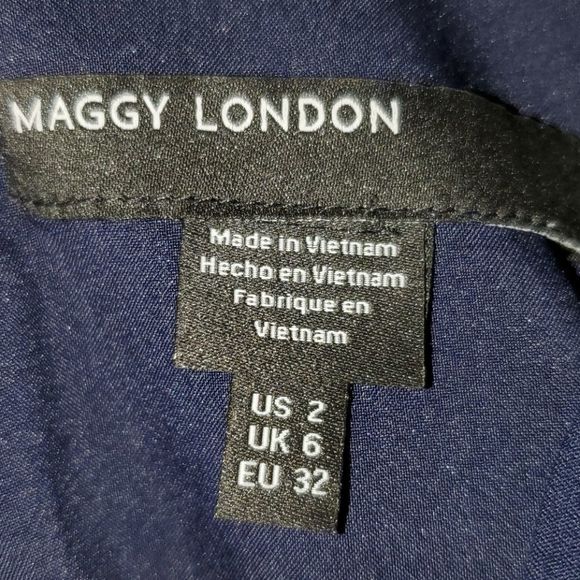 MAGGY LONDON
Made in Vietnam
Hecho en Vietnam
Fabrique en
Vietnam
US 2
UK 6
EU 32